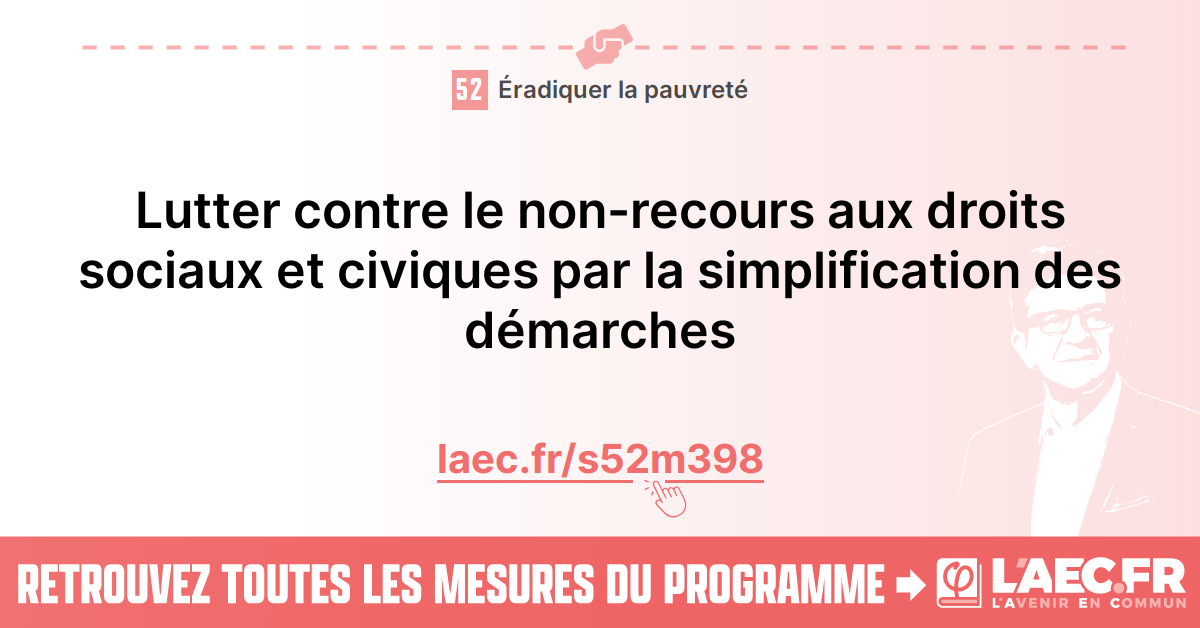 52 Éradiquer la pauvreté
Lutter contre le non-recours aux droits
sociaux et civiques par la simplification des
démarches
laec.fr/s52m398
RETROUVEZ TOUTES LES MESURES DU PROGRAMME
φ L'AEC.FR
L'AVENIR EN COMMUN